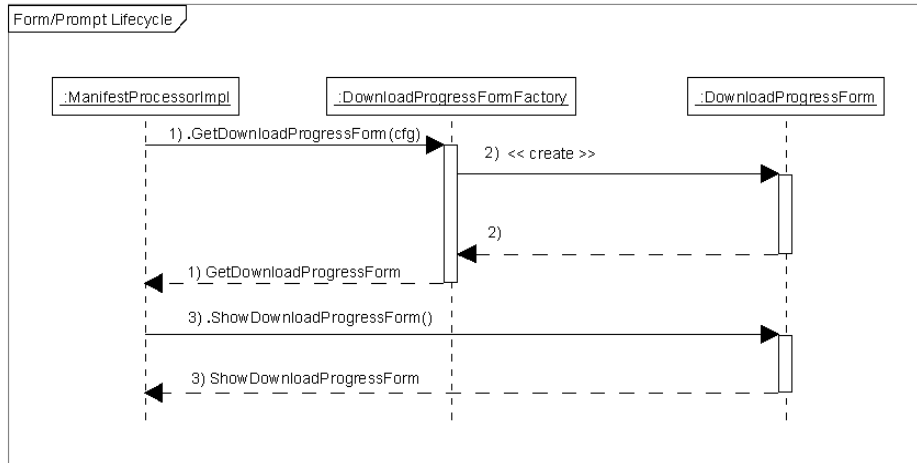 Form/Prompt Lifecycle
:ManifestProcessorImpl
:DownloadProgressFormFactory
:DownloadProgressForm
1) .GetDownloadProgressForm(cfg)
2) << create >>
2)
1) GetDownloadProgressForm
3) .ShowDownloadProgressForm()
3) ShowDownloadProgressForm